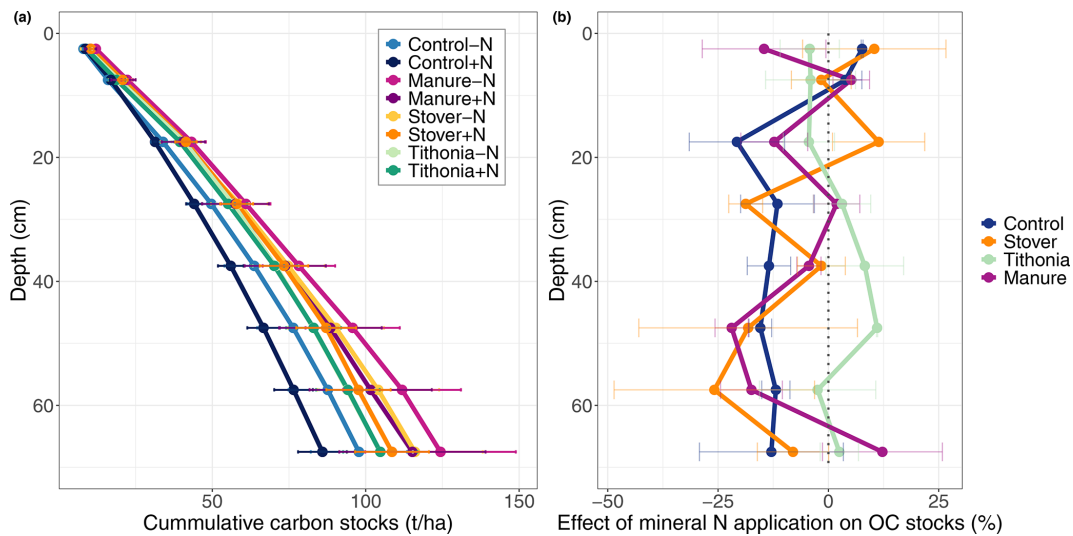 (a)
(b)
0
20
40
60
Depth (cm)
50
100
150
Cummulative carbon stocks (t/ha)
Control−N
Control+N
Manure−N
Manure+N
Stover−N
Stover+N
Tithonia−N
Tithonia+N
0
20
40
60
Depth (cm)
−50
−25
0
25
Effect of mineral N application on OC stocks (%)
Control
Stover
Tithonia
Manure